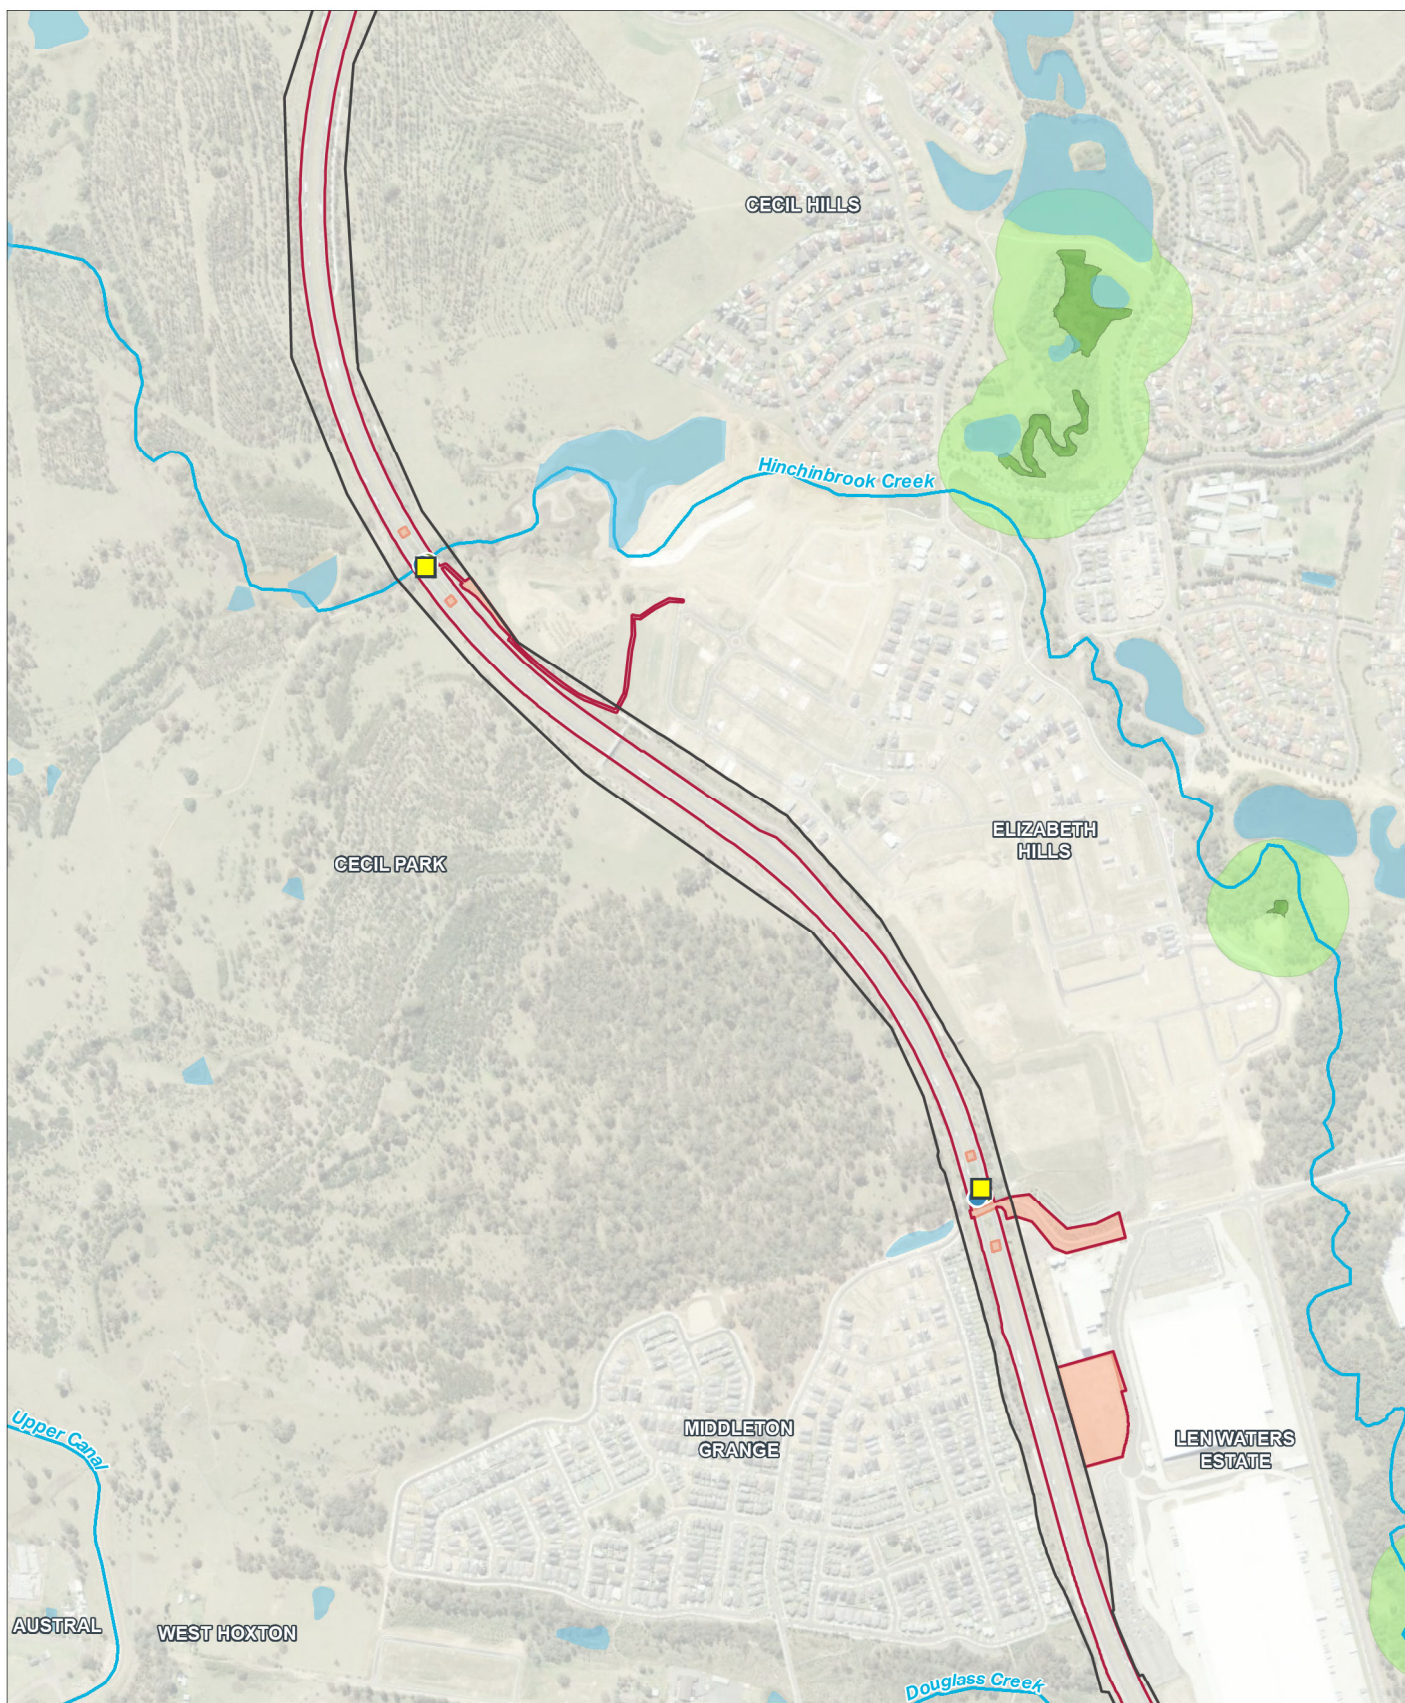 CECIL HILLS
Hinchinbrook Creek
ELIZABETH
HILLS
CECIL PARK
Upper Canal
MIDDLETON
GRANGE
LEN WATERS
ESTATE
AUSTRAL
WEST HOXTON
Douglass Creek